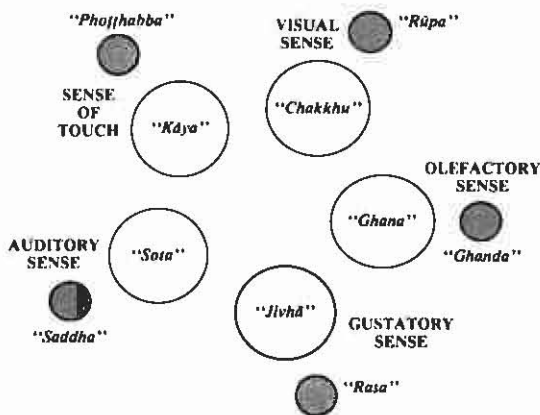 "Phoṭṭhabba"
VISUAL
SENSE
"Rūpa"
SENSE
OF
TOUCH
"Kāya"
"Chakkhu"
OLEFACTORY
SENSE
"Ghana"
"Ghanda"
AUDITORY
SENSE
"Sota"
"Saddha"
"Jivhā"
GUSTATORY
SENSE
"Rasa"